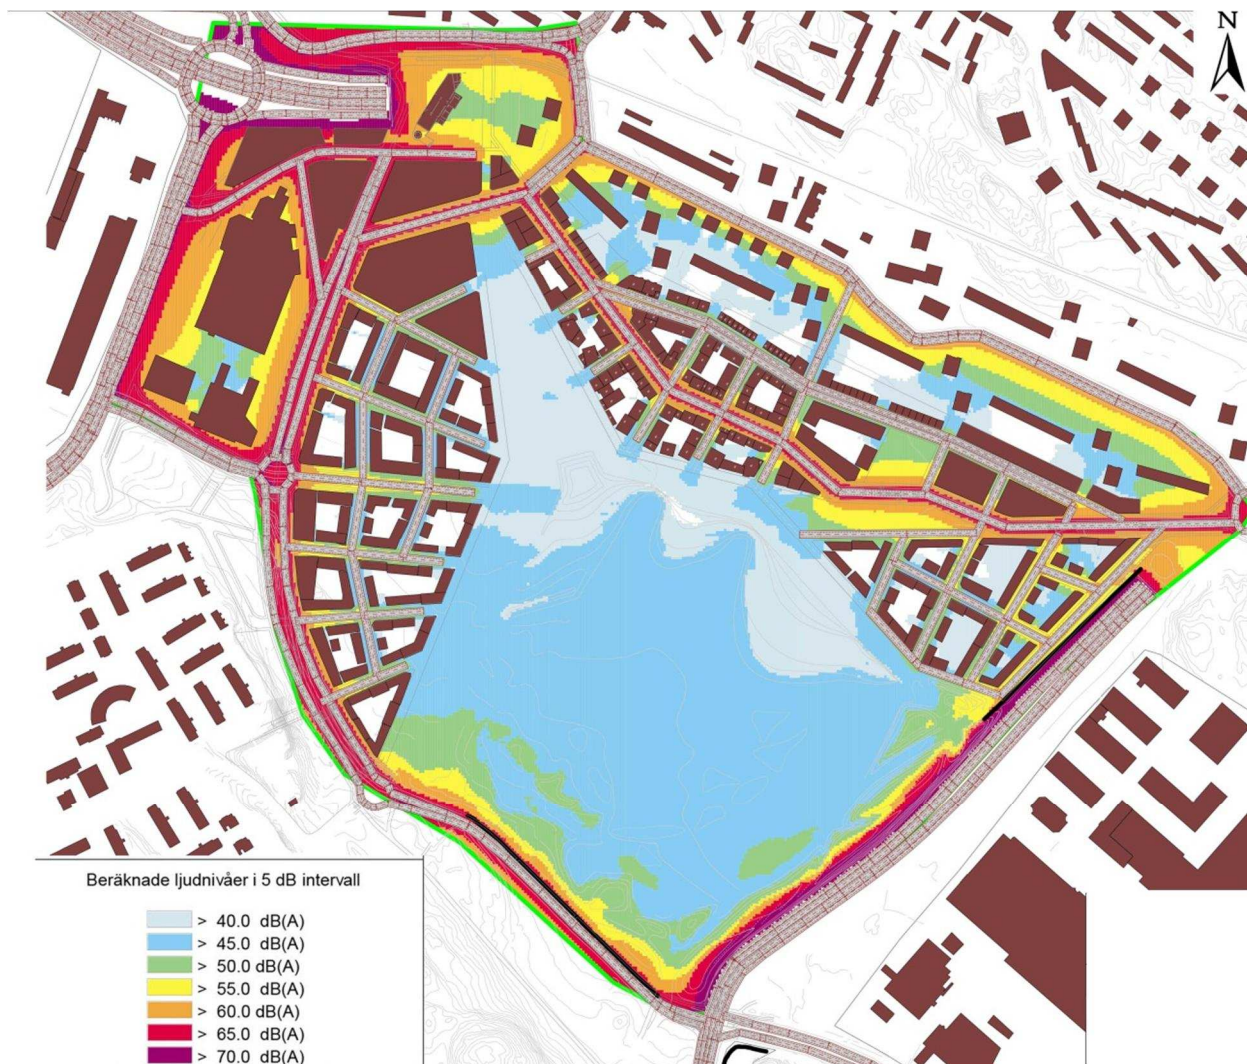 N
Beräknade ljudnivåer i 5 dB intervall
> 40.0 dB(A)
> 45.0 dB(A)
> 50.0 dB(A)
> 55.0 dB(A)
> 60.0 dB(A)
> 65.0 dB(A)
> 70.0 dB(A)